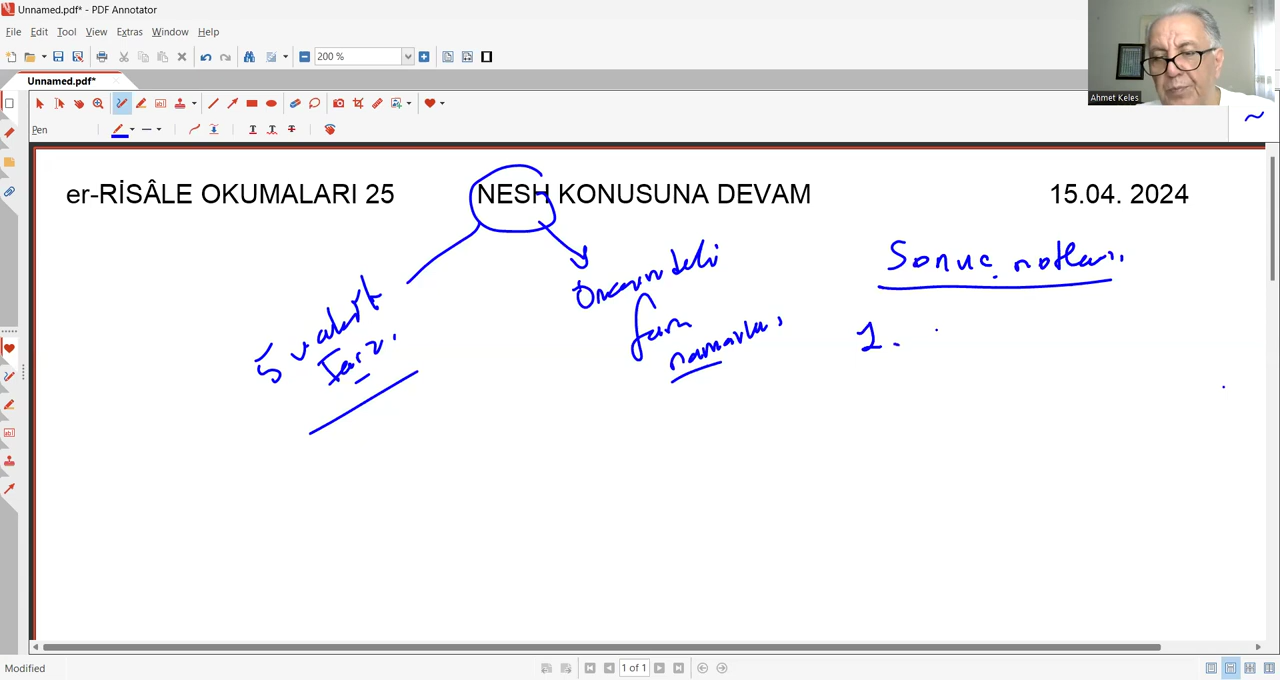 Unnamed.pdf* - PDF Annotator
File Edit Tool View Extras Window Help
200 %
Unnamed.pdf*
Ahmet Keles
Pen
er-RİSÂLE OKUMALARI 25 NESH KONUSUNA DEVAM 15.04. 2024
Sonuç notları.
5 vakit
farz.
farz
namazlar
1.
1 of 1
Modified